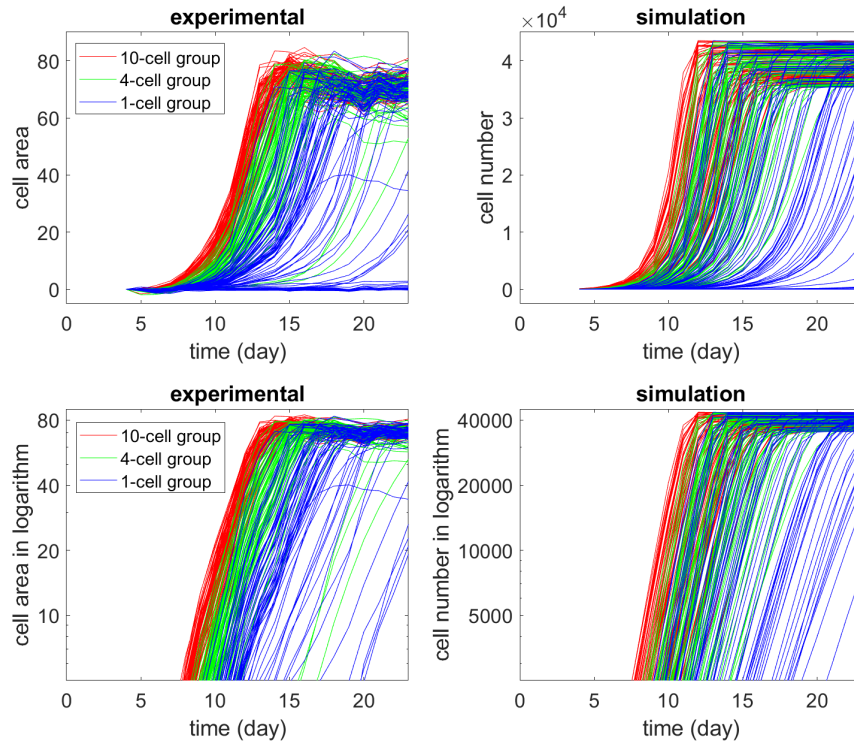 experimental
simulation
×10⁴
80
60
40
20
0
cell area
10-cell group
4-cell group
1-cell group
0
5
10
15
20
time (day)
4
3
2
1
0
cell number
0
5
10
15
20
time (day)
experimental
simulation
80
40
20
10
cell area in logarithm
10-cell group
4-cell group
1-cell group
0
5
10
15
20
time (day)
40000
20000
10000
5000
cell number in logarithm
0
5
10
15
20
time (day)